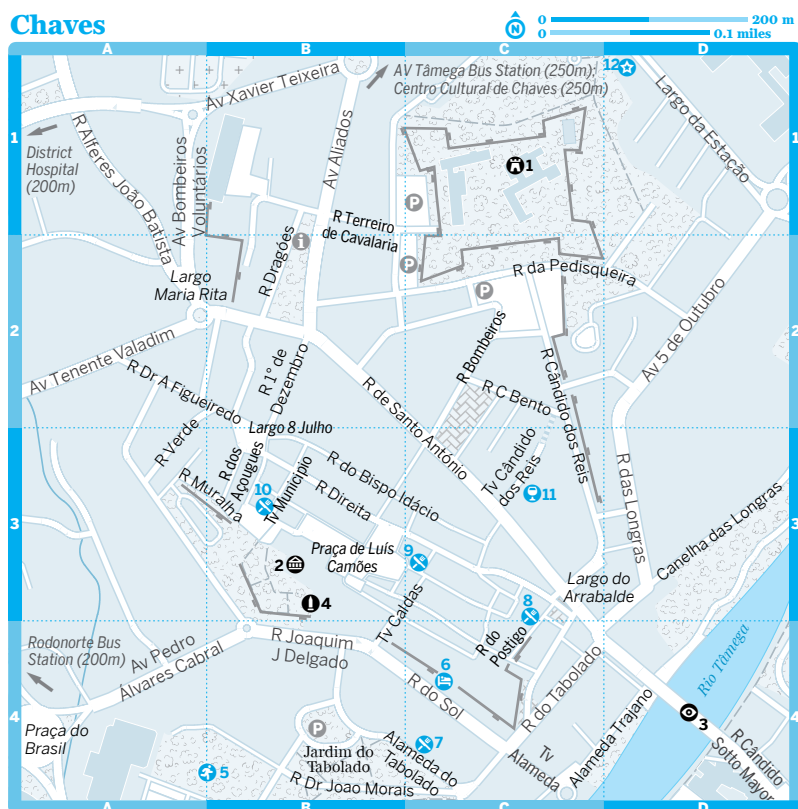 Chaves
N
0 200 m
0 0.1 miles
A B C D
1
2
3
4
1
2
3
4
A B C D
AV Tâmega Bus Station (250m);
Centro Cultural de Chaves (250m)
12
Av Xavier Teixeira
Largo da Estação
R Alferes João Batista
District
Hospital
(200m)
Av Bombeiros
Voluntários
Av Aliados
1
P
R Terreiro
de Cavalaria
i
R Dragões
P
Largo
Maria Rita
R da Pedisqueira
P
Av 5 de Outubro
Av Tenente Valadim
R 1º de
Dezembro
R Bombeiros
R Dr A Figueiredo
R de Santo António
R C Bento
R Cândido dos Reis
Largo 8 Julho
R Verde
R dos
Açougues
R do Bispo Idácio
Tv Cândido
dos Reis
R das Longras
R Muralha
10
Tv Município
R Direita
11
Canelha das Longras
Praça de Luís
Camões
9
2
4
Largo do
Arrabalde
8
Tv Caldas
R do
Postigo
Rodonorte Bus
Station (200m)
Av Pedro
Álvares Cabral
R Joaquim
J Delgado
6
R do Sol
R do Tabolado
Rio Tâmega
3
Praça do
Brasil
P
Jardim do
Tabolado
7
Alameda do
Tabolado
Tv
Alameda
Alameda Trajano
R Cândido
Sotto Mayor
5
R Dr Joao Morais